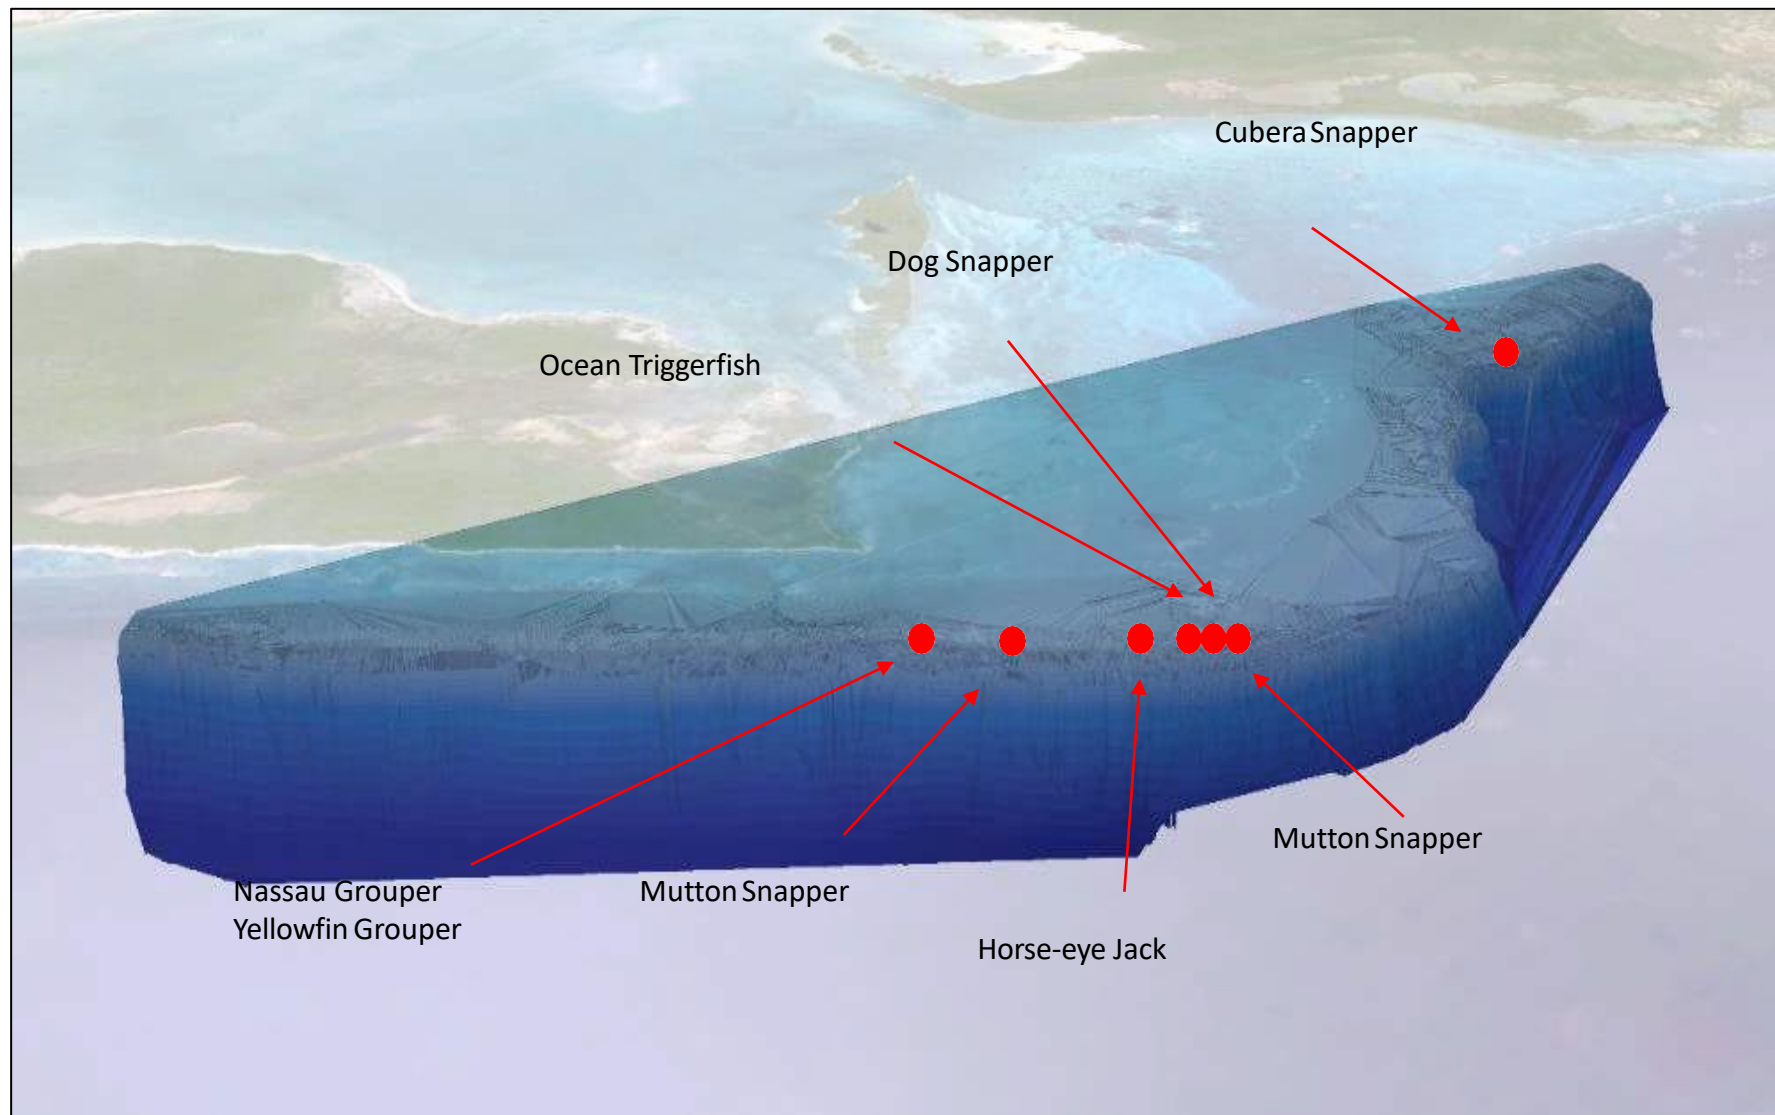 Cubera Snapper
Dog Snapper
Ocean Triggerfish
Mutton Snapper
Nassau Grouper
Yellowfin Grouper
Mutton Snapper
Horse-eye Jack